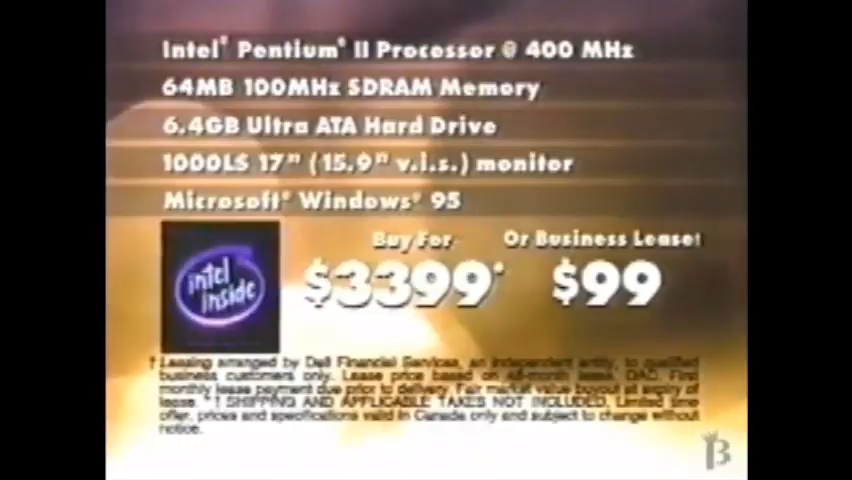 Intel® Pentium® II Processor @ 400 MHz
64MB 100MHz SDRAM Memory
6.4GB Ultra ATA Hard Drive
1000LS 17" (15.9" v.i.s.) monitor
Microsoft® Windows® 95
Buy For Or Business Lease†
intel inside $3399* $99
† Leasing arranged by Dell Financial Services, an independent entity, to qualified
business customers only. Lease price based on 48-month lease, OAC. First
monthly lease payment due prior to delivery. Fair market value buyout at expiry of
lease. * † SHIPPING AND APPLICABLE TAXES NOT INCLUDED. Limited time
offer, prices and specifications valid in Canada only and subject to change without
notice.
B